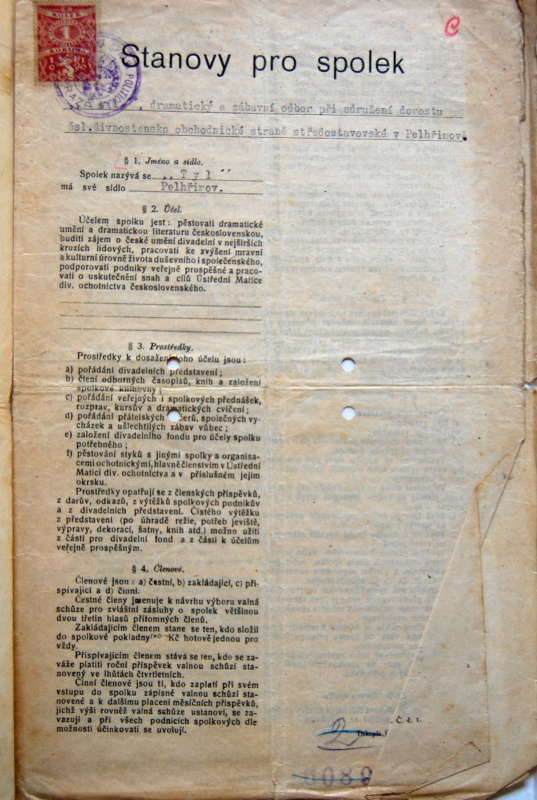 Stanovy pro spolek
dramatický a zábavní odbor při sdružení dorostu
čsl.živnostensko obchodnické straně středostavovské v Pelhřimově
§ 1. Jméno a sídlo.
Spolek nazývá se „Tyl"
má své sídlo Pelhřimov.
§ 2. Účel.
Účelem spolku jest: pěstovati dramatické
umění a dramatickou literaturu československou,
buditi zájem o české umění divadelní v nejširších
kruzích lidových, pracovati ke zvýšení mravní
a kulturní úrovně života duševního i společenského,
podporovati podniky veřejně prospěšné a praco-
vati o uskutečnění snah a cílů Ústřední Matice
div. ochotnictva československého.
§ 3. Prostředky.
Prostředky k dosažení toho účelu jsou:
a) pořádání divadelních představení;
b) čtení odborných časopisů, knih a založení
spolkové knihovny;
c) pořádání veřejných i spolkových přednášek,
rozprav, kursův a dramatických cvičení;
d) pořádání přátelských večerů, společných vy-
cházek a ušlechtilých zábav vůbec;
e) založení divadelního fondu pro účely spolku
potřebného;
f) pěstování styků s jinými spolky a organisa-
cemi ochotnickými, hlavně členstvím v Ústřední
Matici div. ochotnictva a v příslušném jejím
okrsku.
Prostředky opatřují se z členských příspěvků,
z darův, odkazů, z výtěžků spolkových podniků
a z divadelních představení. Čistého výtěžku
z představení (po úhradě režie, potřeb jeviště,
výpravy, dekorací, šatny, knih atd.) možno užíti
z části pro divadelní fond a z části k účelům
veřejně prospěšným.
§ 4. Členové.
Členové jsou: a) čestní, b) zakládající, c) při-
spívající a d) činní.
Čestné členy jmenuje k návrhu výboru valná
schůze pro zvláštní zásluhy o spolek většinou
dvou třetin hlasů přítomných členů.
Zakládajícím členem stane se ten, kdo složil
do spolkové pokladny Kč hotově jednou pro
vždy.
Přispívajícím členem stává se ten, kdo se za-
váže platiti roční příspěvek valnou schůzí sta-
novený ve lhůtách čtvrtletních.
Činní členové jsou ti, kdo zaplatí při svém
vstupu do spolku zápisné valnou schůzí stano-
vené a k dalšímu placení měsíčních příspěvků,
jichž výši rovněž valná schůze ustanoví, se za-
vazují a při všech podnicích spolkových dle
možnosti účinkovati se uvolují.
Č. ž. 1.
2